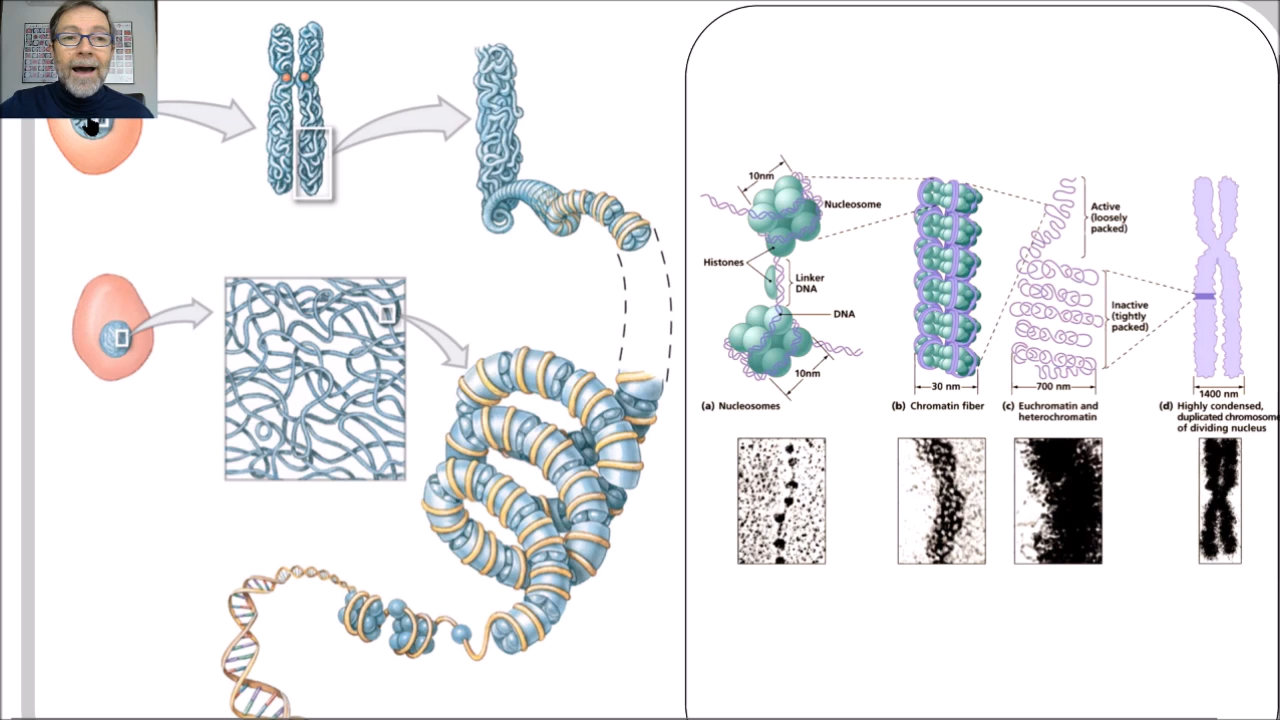 10nm
Nucleosome
Histones
Linker
DNA
DNA
10nm
(a) Nucleosomes
30 nm
(b) Chromatin fiber
Active
(loosely
packed)
Inactive
(tightly
packed)
700 nm
(c) Euchromatin and
heterochromatin
1400 nm
(d) Highly condensed,
duplicated chromosome
of dividing nucleus